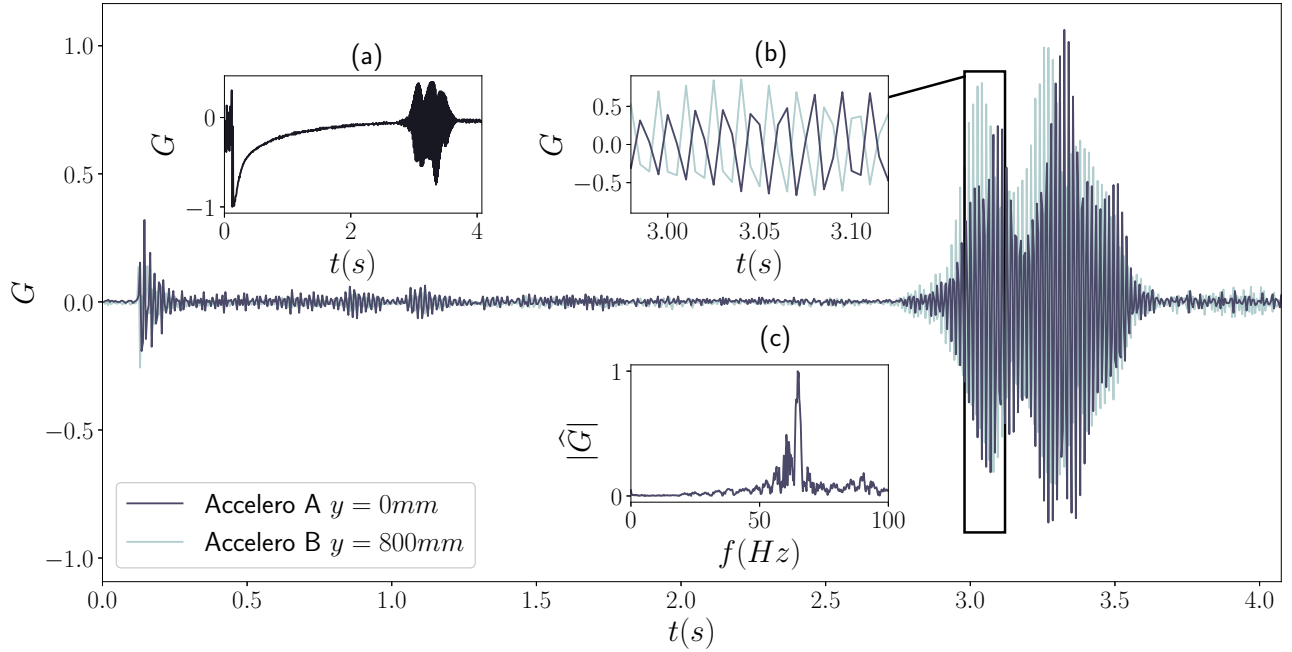 (a)
G
0
−1
0
2
4
t(s)
(b)
G
0.5
0.0
−0.5
3.00
3.05
3.10
t(s)
(c)
|Ĝ|
1
0
0
50
100
f(Hz)
G
1.0
0.5
0.0
−0.5
−1.0
Accelero A y = 0mm
Accelero B y = 800mm
0.0
0.5
1.0
1.5
2.0
2.5
3.0
3.5
4.0
t(s)